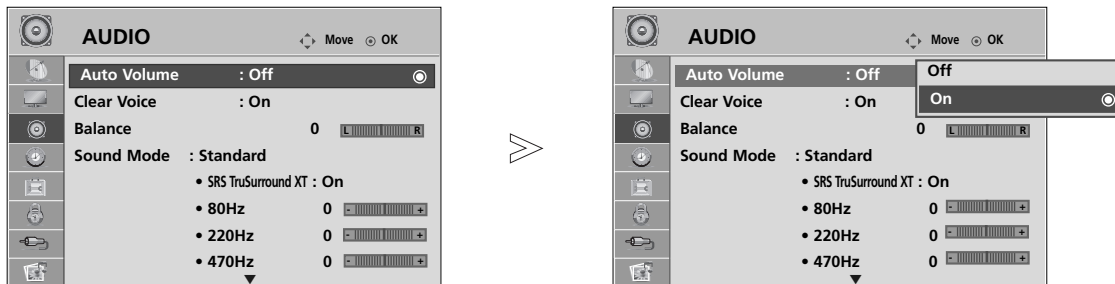 AUDIO Move OK
Auto Volume : Off
Clear Voice : On
Balance 0 L R
Sound Mode : Standard
• SRS TruSurround XT : On
• 80Hz 0 - +
• 220Hz 0 - +
• 470Hz 0 - +
AUDIO Move OK
Auto Volume : Off
Off
On
Clear Voice : On
Balance 0 L R
Sound Mode : Standard
• SRS TruSurround XT : On
• 80Hz 0 - +
• 220Hz 0 - +
• 470Hz 0 - +